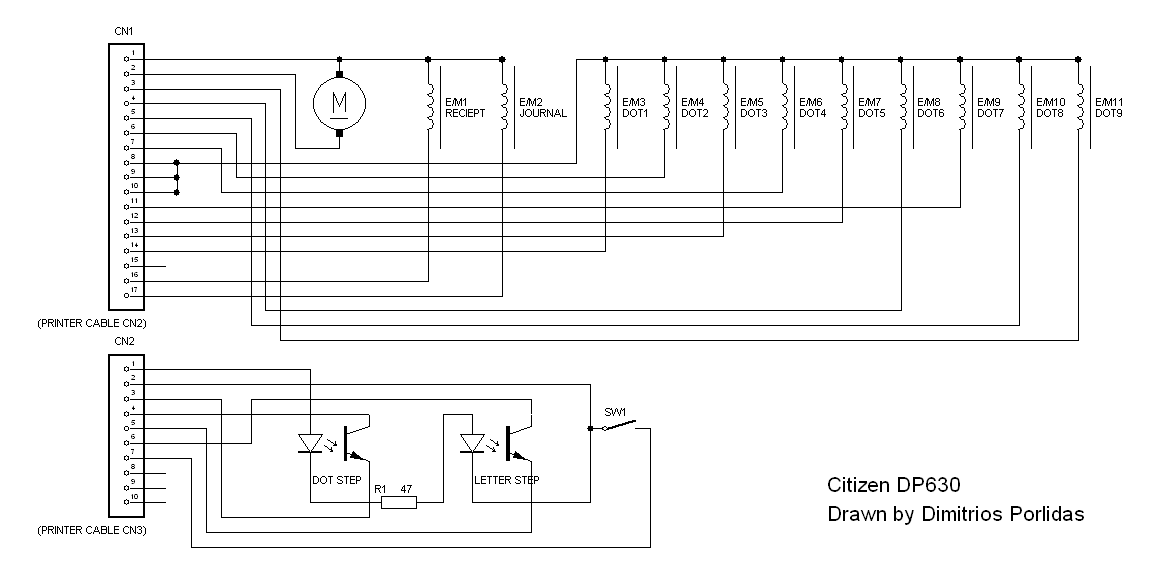 CN1
1
2
3
4
5
6
7
8
9
10
11
12
13
14
15
16
17
(PRINTER CABLE CN2)
M
E/M1
RECIEPT
E/M2
JOURNAL
E/M3
DOT1
E/M4
DOT2
E/M5
DOT3
E/M6
DOT4
E/M7
DOT5
E/M8
DOT6
E/M9
DOT7
E/M10
DOT8
E/M11
DOT9
CN2
1
2
3
4
5
6
7
8
9
10
(PRINTER CABLE CN3)
DOT STEP
R1 47
LETTER STEP
SW1
Citizen DP630
Drawn by Dimitrios Porlidas